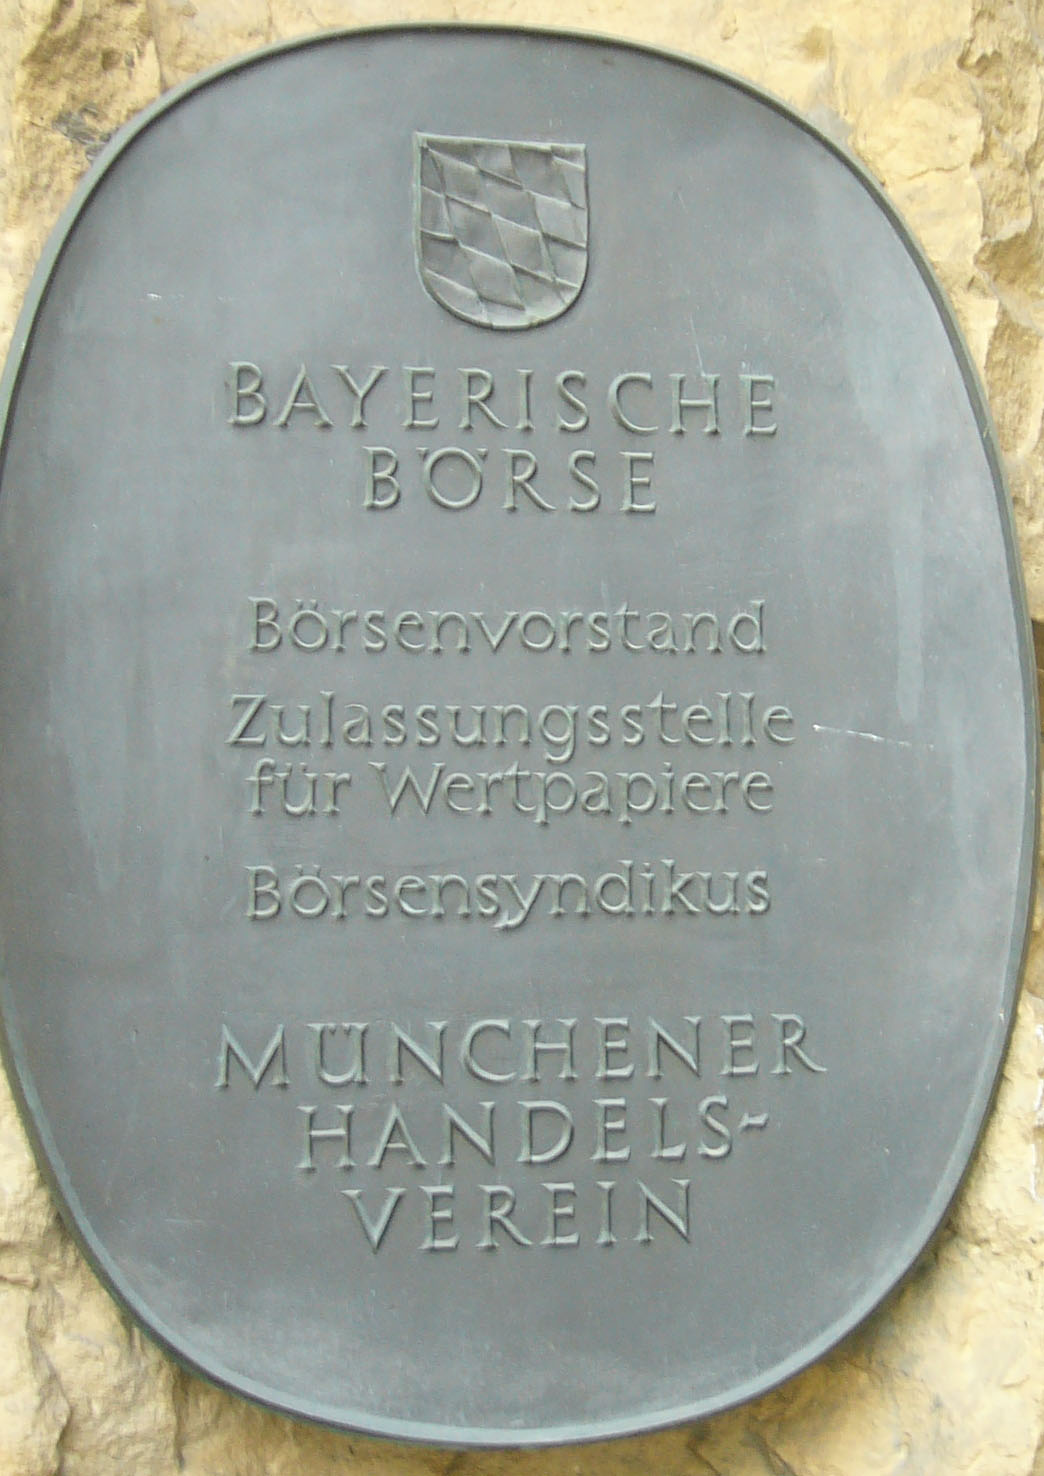 BAYERISCHE
BÖRSE
Börsenvorstand
Zulassungsstelle
für Wertpapiere
Börsensyndikus
MÜNCHENER
HANDELS-
VEREIN